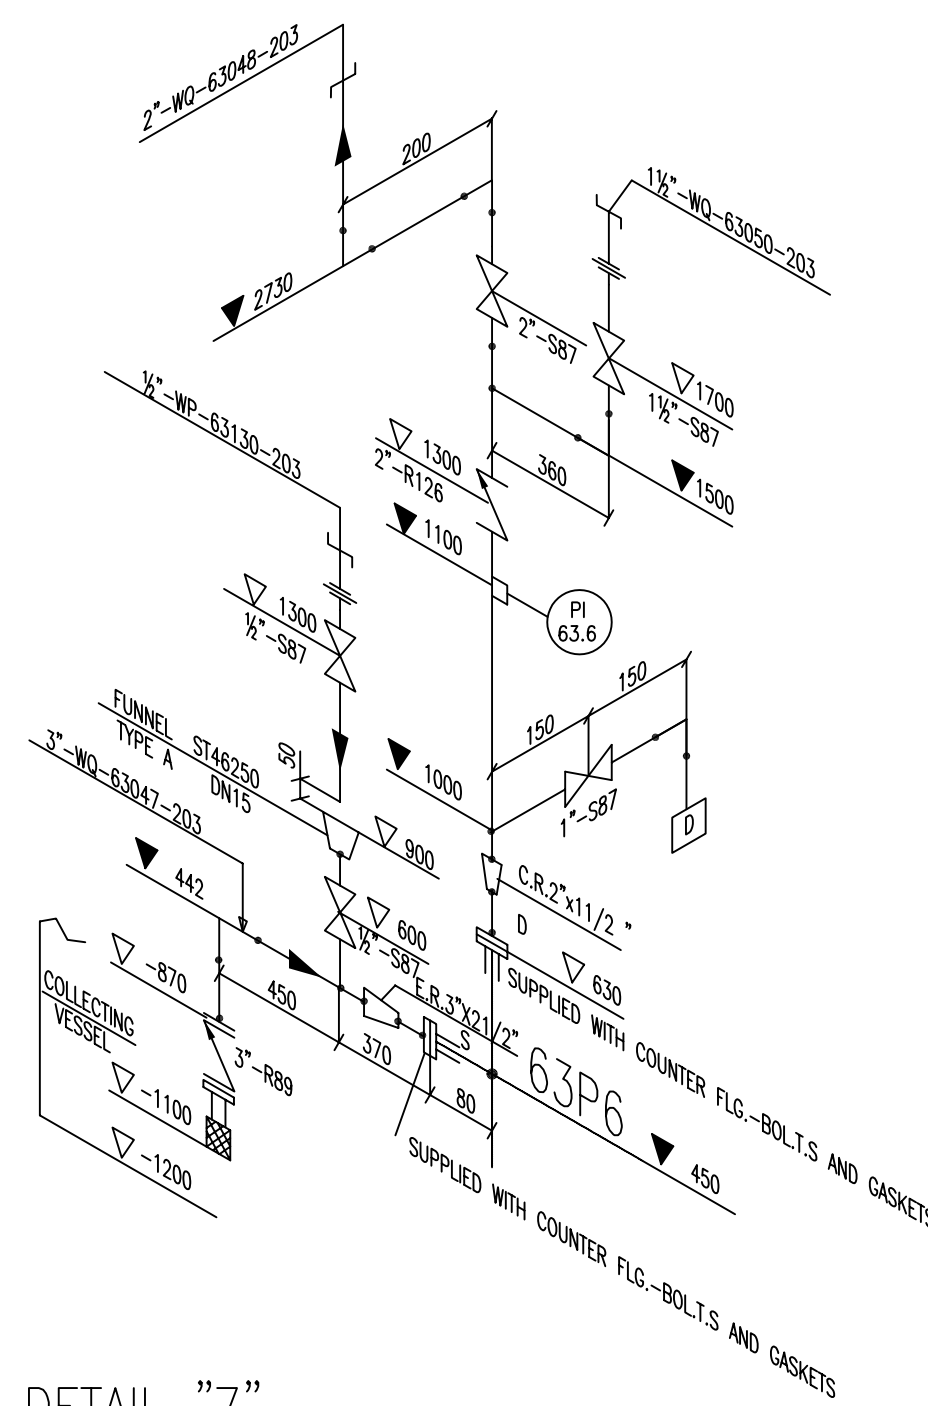 2"-WQ-63048-203
200
1½"-WQ-63050-203
2730
2"-S87
1700
1½"-S87
½"-WP-63130-203
1300
2"-R126
360
1500
1100
PI
63.6
1300
½"-S87
150
150
FUNNEL ST46250
TYPE A DN15
50
3"-WQ-63047-203
1000
1"-S87
D
900
442
C.R.2"x11/2 "
D
600
½"-S87
630
SUPPLIED WITH COUNTER FLG.-BOL.T.S AND GASKETS
-870
450
E.R.3"X21/2"
COLLECTING
VESSEL
S
370
63P6
3"-R89
80
-1100
450
-1200
SUPPLIED WITH COUNTER FLG.-BOL.T.S AND GASKETS
DETAIL "7"